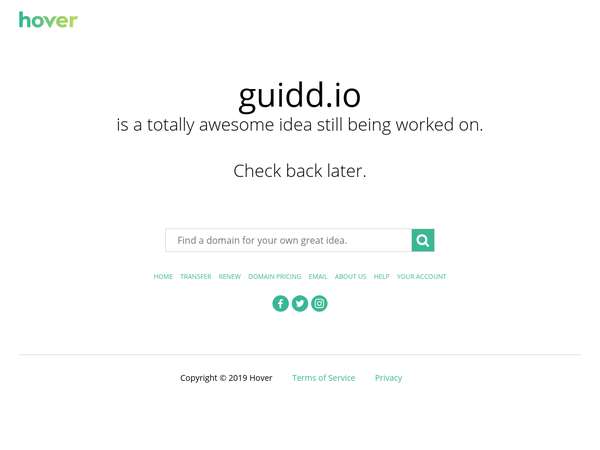 hover
guidd.io
is a totally awesome idea still being worked on.
Check back later.
Find a domain for your own great idea.
HOME TRANSFER RENEW DOMAIN PRICING EMAIL ABOUT US HELP YOUR ACCOUNT
Copyright © 2019 Hover Terms of Service Privacy